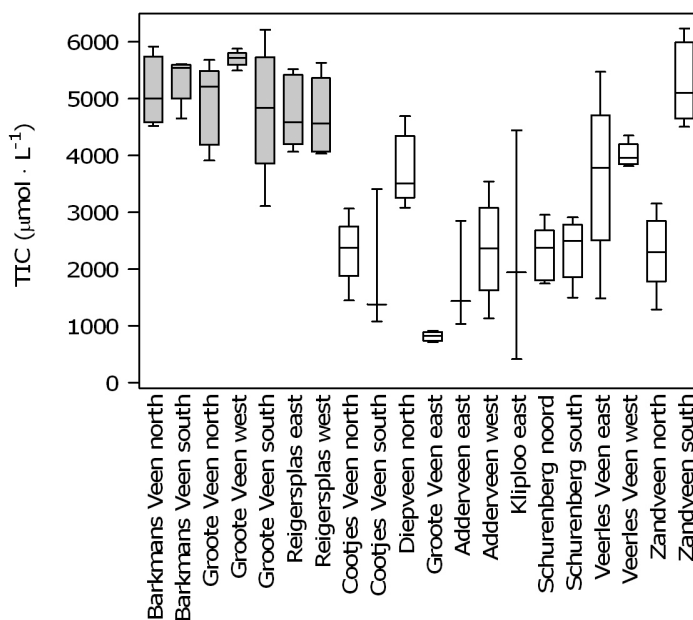 6000
5000
4000
3000
2000
1000
0
TIC (μmol · L⁻¹)
Barkmans Veen north
Barkmans Veen south
Groote Veen north
Groote Veen west
Groote Veen south
Reigersplas east
Reigersplas west
Cootjes Veen north
Cootjes Veen south
Diepveen north
Groote Veen east
Adderveen east
Adderveen west
Kliploo east
Schurenberg noord
Schurenberg south
Veerles Veen east
Veerles Veen west
Zandveen north
Zandveen south